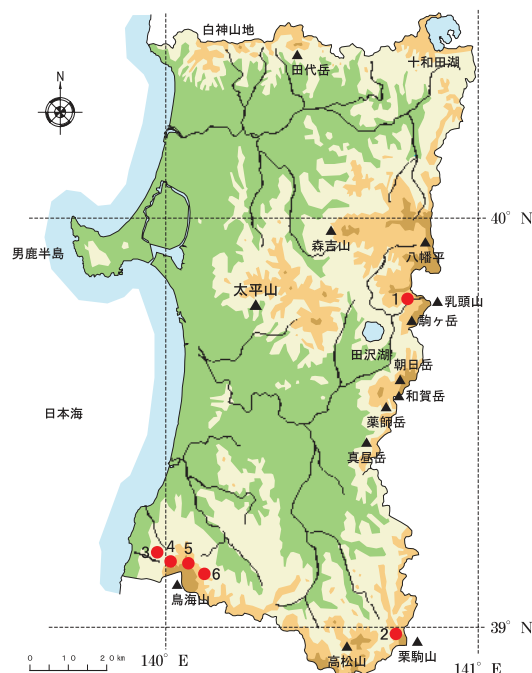 白神山地
田代岳
十和田湖
N
40° N
男鹿半島
森吉山
八幡平
太平山
1
乳頭山
駒ヶ岳
田沢湖
朝日岳
和賀岳
日本海
薬師岳
真昼岳
3
4
5
6
鳥海山
39° N
2
高松山
栗駒山
0 10 20km
140° E
141° E